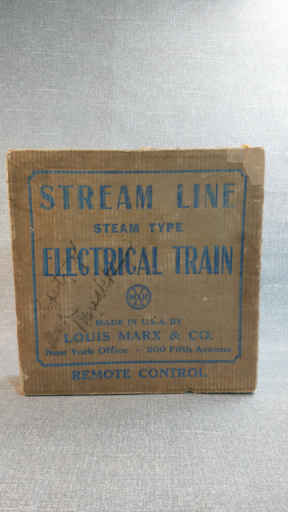 STREAM LINE
STEAM TYPE
ELECTRICAL TRAIN
MAR
MADE IN U.S.A. BY
LOUIS MARX & CO.
New York Office - 200 Fifth Avenue
REMOTE CONTROL